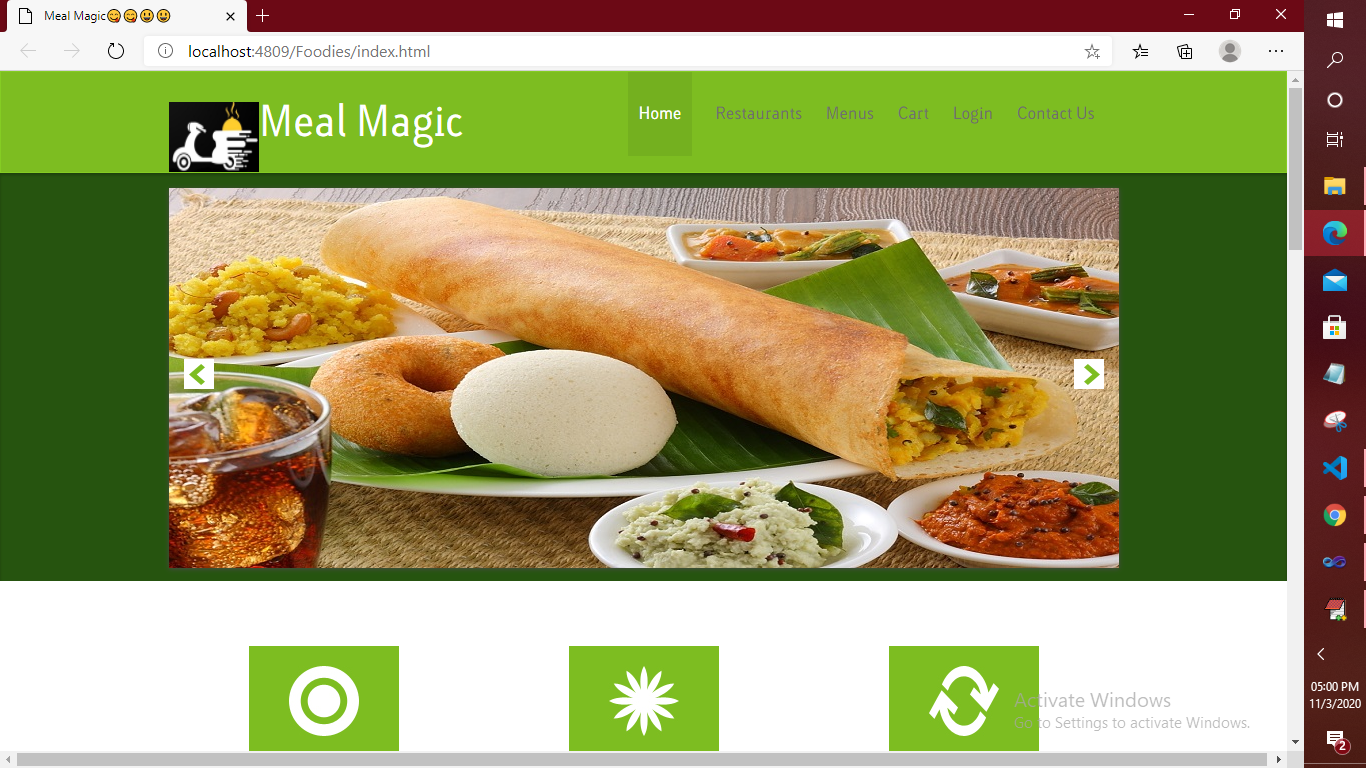 Meal Magic😋😋😃😃
localhost:4809/Foodies/index.html
Meal Magic
Home Restaurants Menus Cart Login Contact Us
Activate Windows
Go to Settings to activate Windows.
05:00 PM
11/3/2020
2